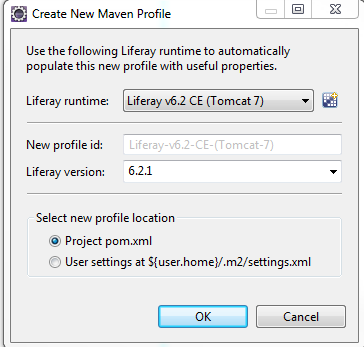 Create New Maven Profile
Use the following Liferay runtime to automatically
populate this new profile with useful properties.
Liferay runtime: Liferay v6.2 CE (Tomcat 7)
New profile id: Liferay-v6.2-CE-(Tomcat-7)
Liferay version: 6.2.1
Select new profile location
Project pom.xml
User settings at ${user.home}/.m2/settings.xml
OK Cancel